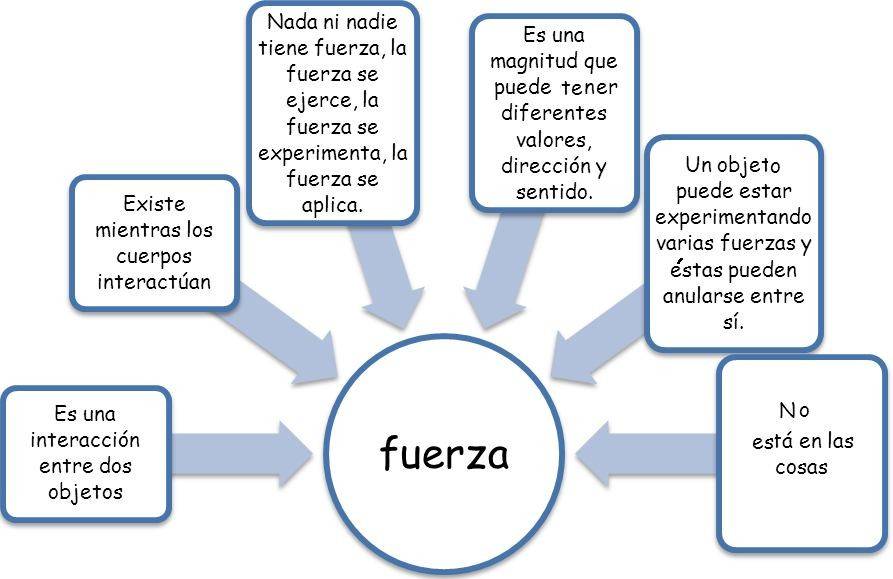 Es una
interacción
entre dos
objetos
Existe
mientras los
cuerpos
interactúan
Nada ni nadie
tiene fuerza, la
fuerza se
ejerce, la
fuerza se
experimenta, la
fuerza se
aplica.
Es una
magnitud que
puede tener
diferentes
valores,
dirección y
sentido.
Un objeto
puede estar
experimentando
varias fuerzas y
éstas pueden
anularse entre
sí.
No
está en las
cosas
fuerza